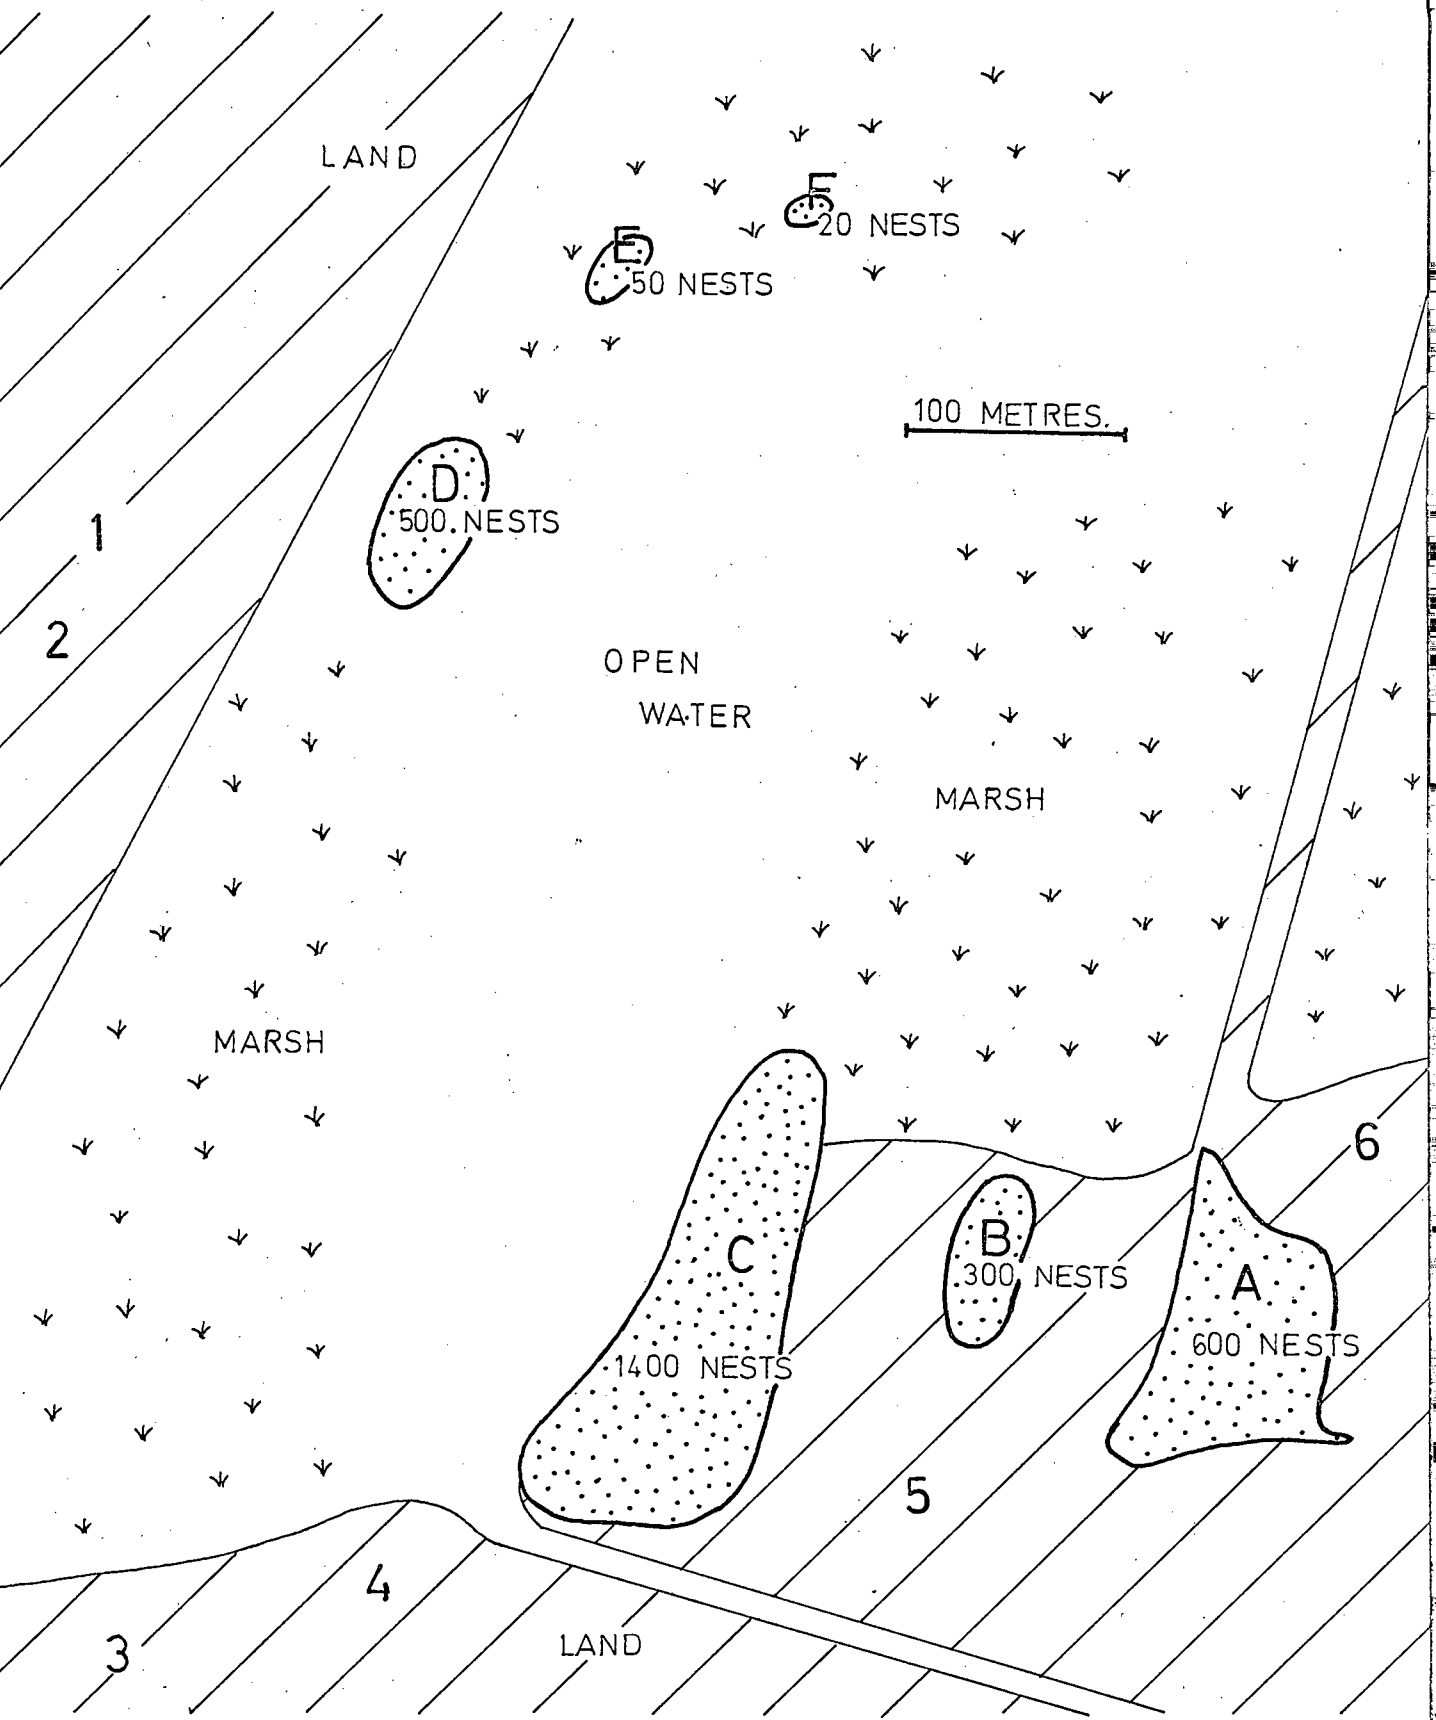 LAND
F
20 NESTS
E
50 NESTS
100 METRES.
D
500. NESTS
1
2
OPEN
WATER
MARSH
MARSH
6
C
B
300 NESTS
A
600 NESTS
1400 NESTS
5
4
3
LAND